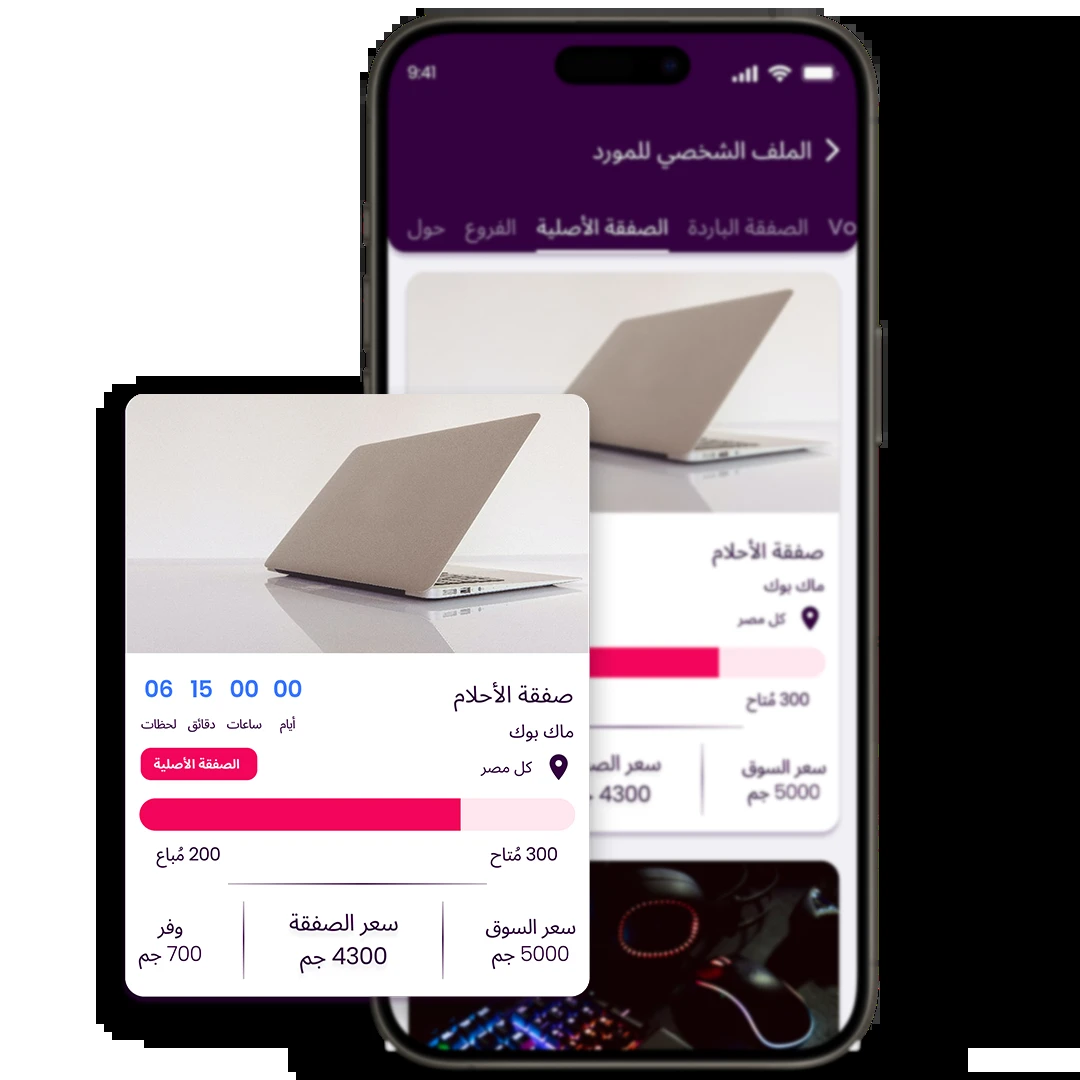 9:41
الملف الشخصي للمورد
Vo الصفقة الباردة الصفقة الأصلية الفروع حول
صفقة الأحلام
ماك بوك
كل مصر
300 مُتاح
سعر السوق
5000 جم
سعر الص
4300
صفقة الأحلام
00 00 15 06
ماك بوك
أيام ساعات دقائق لحظات
كل مصر
الصفقة الأصلية
300 مُتاح 200 مُباع
سعر السوق سعر الصفقة وفر
5000 جم 4300 جم 700 جم